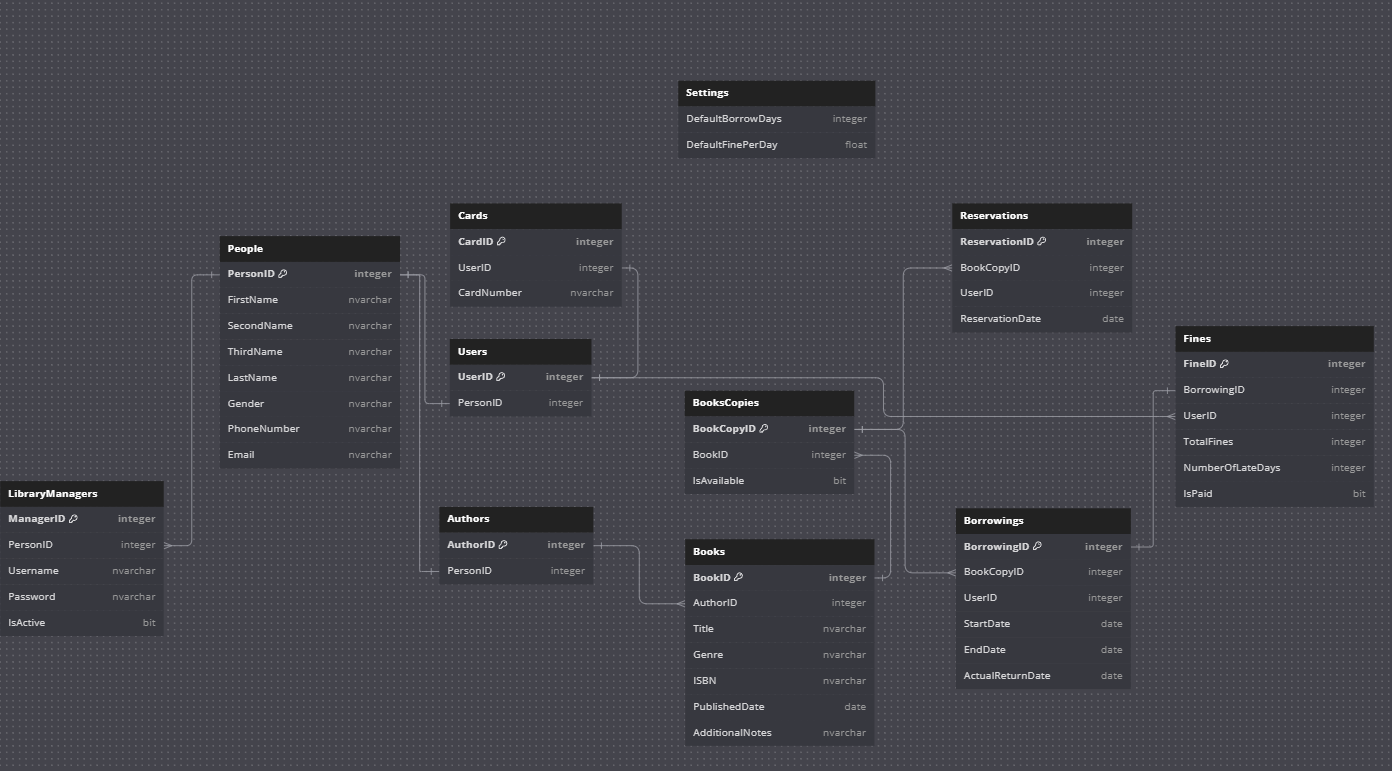 Settings
DefaultBorrowDays integer
DefaultFinePerDay float
Cards
CardID integer
UserID integer
CardNumber nvarchar
Reservations
ReservationID integer
BookCopyID integer
UserID integer
ReservationDate date
People
PersonID integer
FirstName nvarchar
SecondName nvarchar
ThirdName nvarchar
LastName nvarchar
Gender nvarchar
PhoneNumber nvarchar
Email nvarchar
Users
UserID integer
PersonID integer
Fines
FineID integer
BorrowingID integer
UserID integer
TotalFines integer
NumberOfLateDays integer
IsPaid bit
BooksCopies
BookCopyID integer
BookID integer
IsAvailable bit
LibraryManagers
ManagerID integer
PersonID integer
Username nvarchar
Password nvarchar
IsActive bit
Authors
AuthorID integer
PersonID integer
Books
BookID integer
AuthorID integer
Title nvarchar
Genre nvarchar
ISBN nvarchar
PublishedDate date
AdditionalNotes nvarchar
Borrowings
BorrowingID integer
BookCopyID integer
UserID integer
StartDate date
EndDate date
ActualReturnDate date